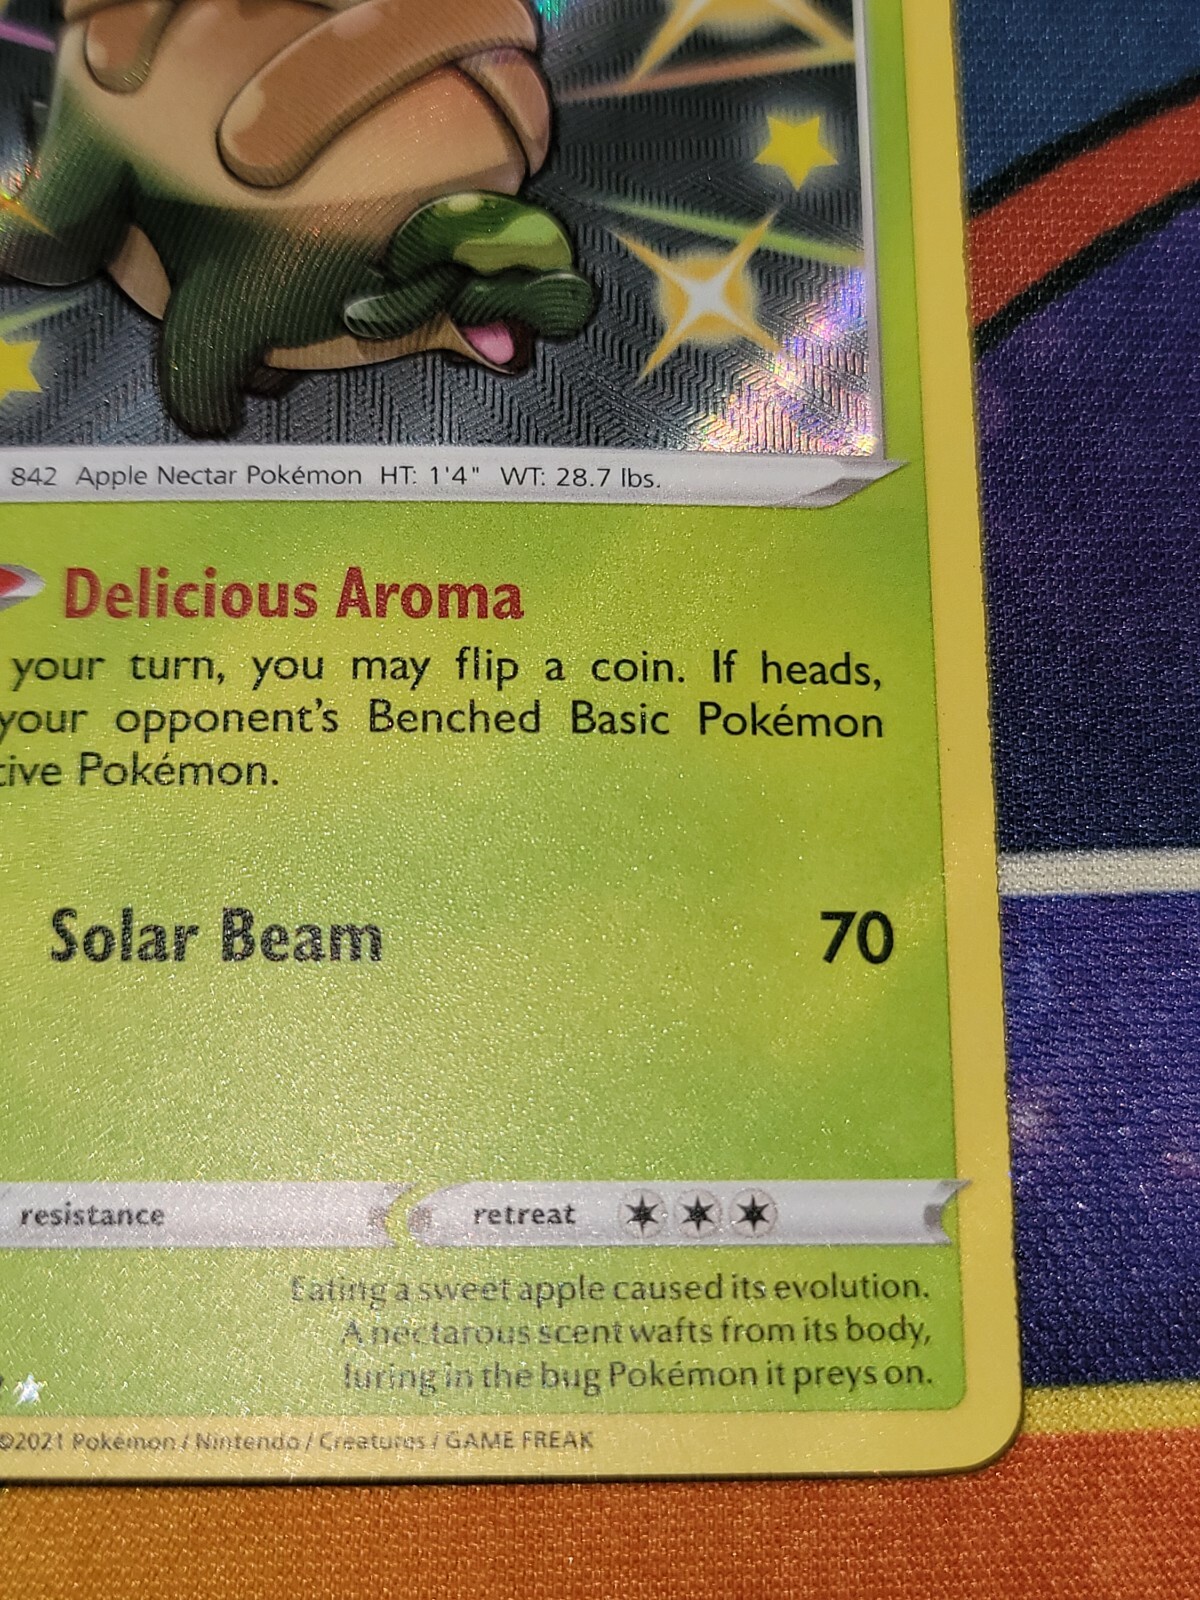 842 Apple Nectar Pokémon HT: 1'4" WT: 28.7 lbs.
Delicious Aroma
your turn, you may flip a coin. If heads,
your opponent's Benched Basic Pokémon
tive Pokémon.
Solar Beam 70
resistance retreat
Eating a sweet apple caused its evolution.
A nectarous scent wafts from its body,
luring in the bug Pokémon it preys on.
©2021 Pokémon / Nintendo / Creatures / GAME FREAK